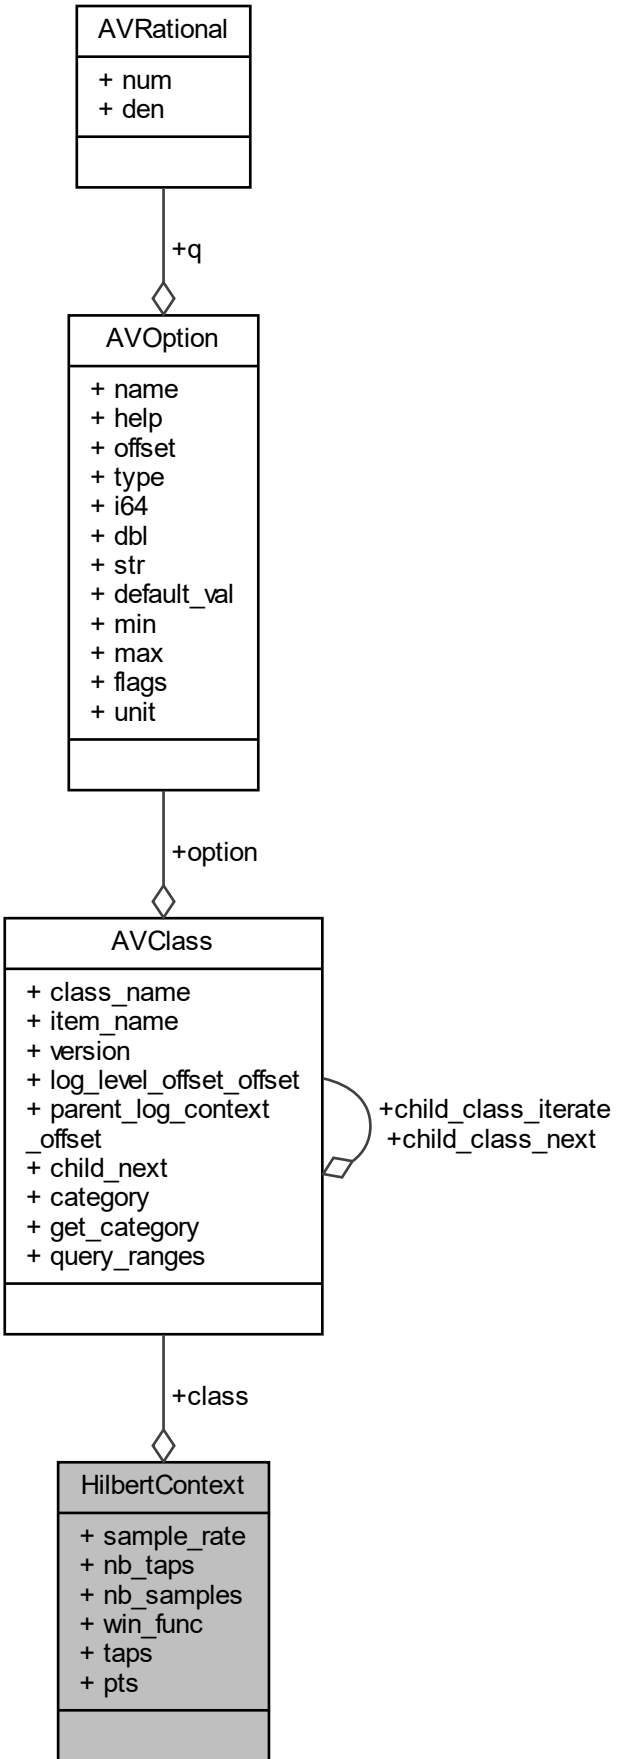 AVRational
+ num
+ den
+q
AVOption
+ name
+ help
+ offset
+ type
+ i64
+ dbl
+ str
+ default_val
+ min
+ max
+ flags
+ unit
+option
AVClass
+ class_name
+ item_name
+ version
+ log_level_offset_offset
+ parent_log_context
_offset
+ child_next
+ category
+ get_category
+ query_ranges
+child_class_iterate
+child_class_next
+class
HilbertContext
+ sample_rate
+ nb_taps
+ nb_samples
+ win_func
+ taps
+ pts